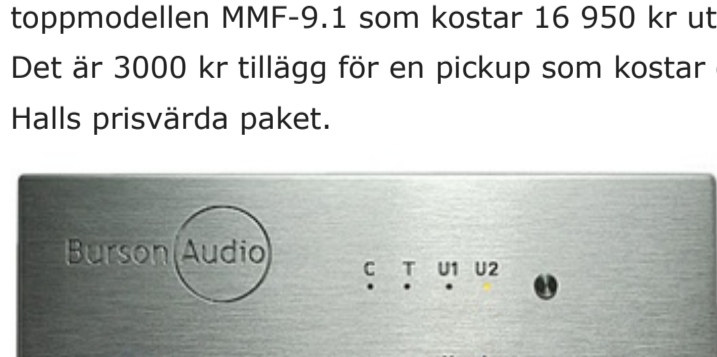 toppmodellen MMF-9.1 som kostar 16 950 kr ut
Det är 3000 kr tillägg för en pickup som kostar
Halls prisvärda paket.
Burson Audio
C T U1 U2